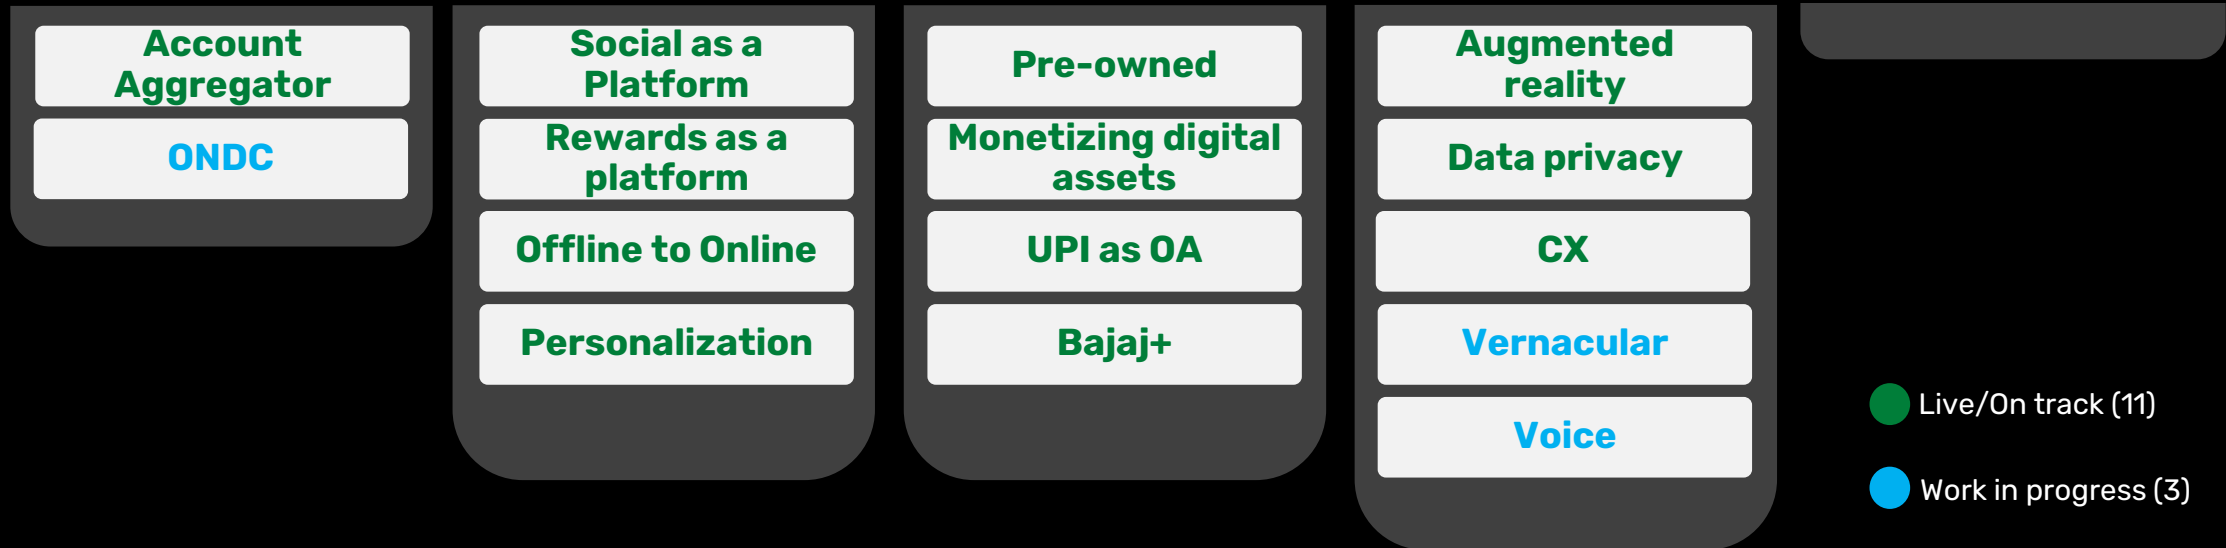 Account
Aggregator
ONDC
Social as a
Platform
Rewards as a
platform
Offline to Online
Personalization
Pre-owned
Monetizing digital
assets
UPI as OA
Bajaj+
Augmented
reality
Data privacy
CX
Vernacular
Voice
Live/On track (11)
Work in progress (3)